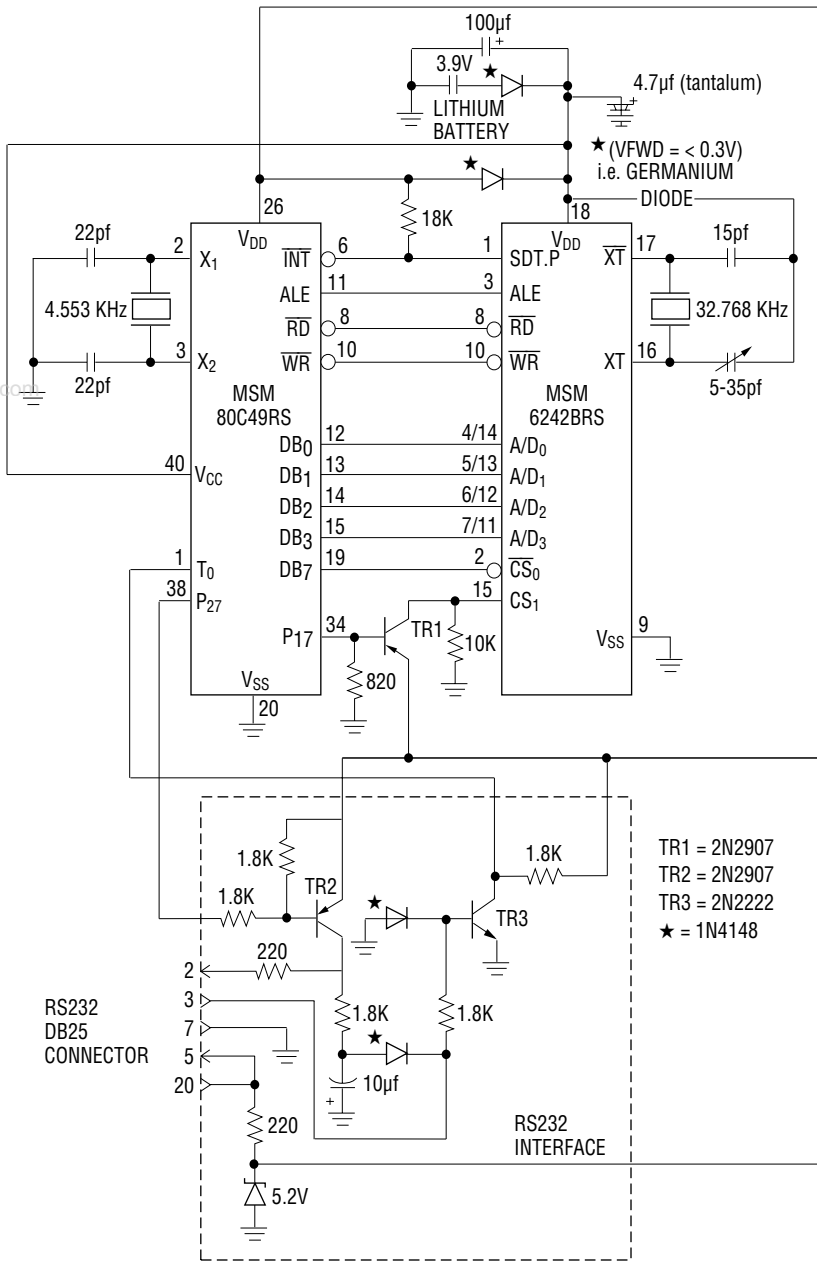 100µf
+
3.9V
★
LITHIUM
BATTERY
4.7µf (tantalum)
+
★ (VFWD = < 0.3V)
i.e. GERMANIUM
DIODE
★
26
18
18K
22pf
2
X1
VDD
INT
6
1
SDT.P
VDD
XT
17
15pf
4.553 KHz
ALE
11
3
ALE
32.768 KHz
RD
8
8
RD
3
X2
WR
10
10
WR
XT
16
22pf
5-35pf
com
MSM
80C49RS
MSM
6242BRS
DB0
12
4/14
A/D0
40
VCC
DB1
13
5/13
A/D1
DB2
14
6/12
A/D2
DB3
15
7/11
A/D3
1
T0
DB7
19
2
CS0
38
P27
15
CS1
P17
34
TR1
10K
VSS
9
820
VSS
20
1.8K
1.8K
TR2
★
TR3
1.8K
TR1 = 2N2907
TR2 = 2N2907
TR3 = 2N2222
★ = 1N4148
2
220
RS232
DB25
CONNECTOR
3
7
5
20
1.8K
★
1.8K
10µf
+
220
RS232
INTERFACE
5.2V